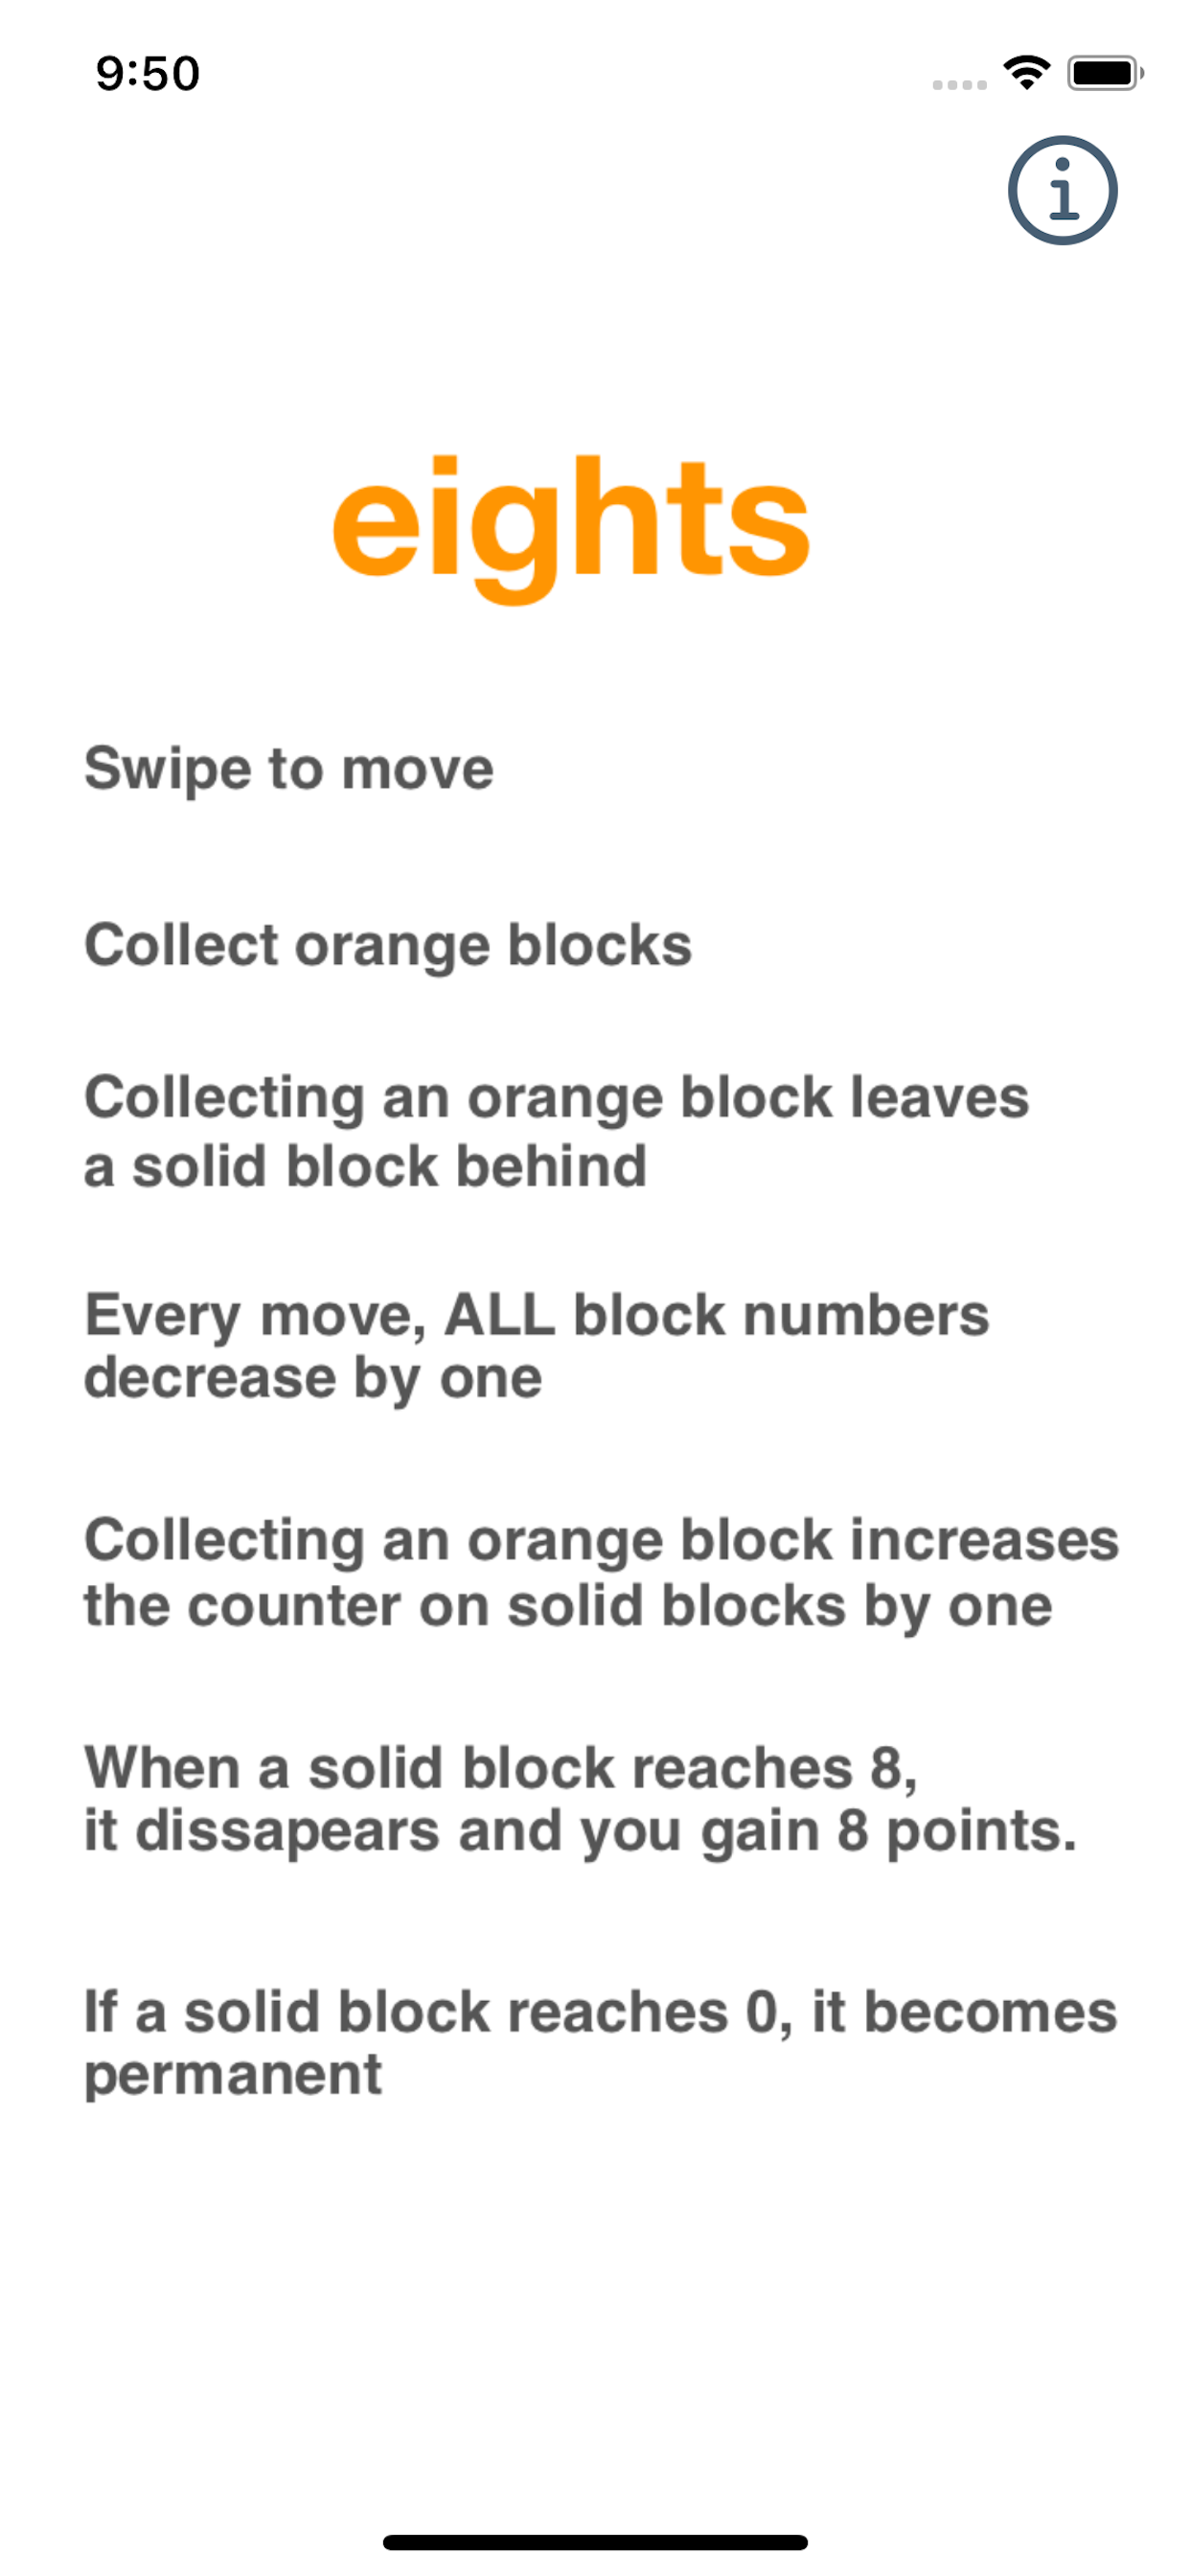 9:50
eights
Swipe to move
Collect orange blocks
Collecting an orange block leaves
a solid block behind
Every move, ALL block numbers
decrease by one
Collecting an orange block increases
the counter on solid blocks by one
When a solid block reaches 8,
it dissapears and you gain 8 points.
If a solid block reaches 0, it becomes
permanent